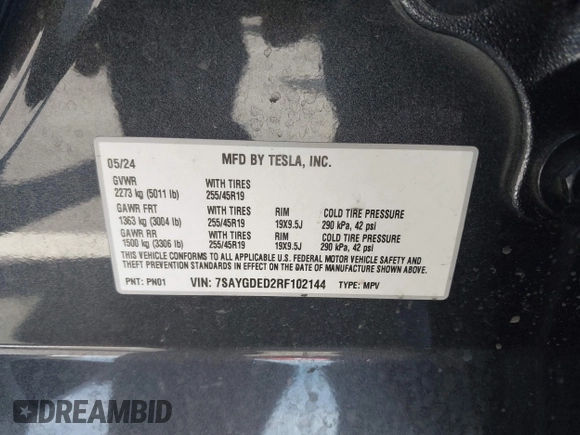 05/24 MFD BY TESLA, INC.
GVWR WITH TIRES
2273 kg (5011 lb) 255/45R19
GAWR FRT WITH TIRES RIM COLD TIRE PRESSURE
1363 kg (3004 lb) 255/45R19 19X9.5J 290 kPa, 42 psi
GAWR RR WITH TIRES RIM COLD TIRE PRESSURE
1500 kg (3306 lb) 255/45R19 19X9.5J 290 kPa, 42 psi
THIS VEHICLE CONFORMS TO ALL APPLICABLE U.S. FEDERAL MOTOR VEHICLE SAFETY AND
THEFT PREVENTION STANDARDS IN EFFECT ON THE DATE OF MANUFACTURE SHOWN ABOVE.
PNT: PN01 VIN: 7SAYGDED2RF102144 TYPE: MPV
DREAMBID